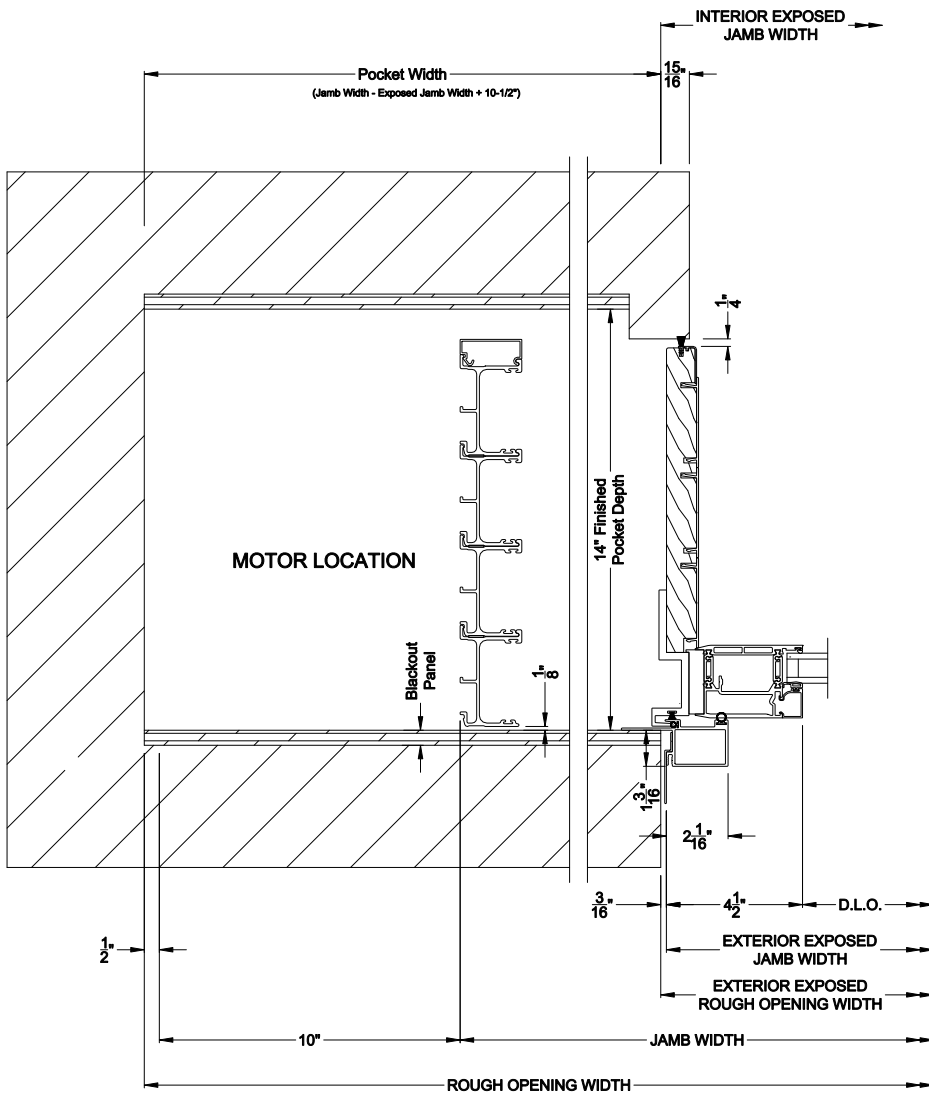 INTERIOR EXPOSED
JAMB WIDTH
Pocket Width
(Jamb Width - Exposed Jamb Width + 10-1/2")
15/16"
1/4"
14" Finished
Pocket Depth
MOTOR LOCATION
Blackout
Panel
1/8"
1 3/16"
2 1/16"
3/16"
4 1/2"
D.L.O.
1/2"
EXTERIOR EXPOSED
JAMB WIDTH
EXTERIOR EXPOSED
ROUGH OPENING WIDTH
10"
JAMB WIDTH
ROUGH OPENING WIDTH